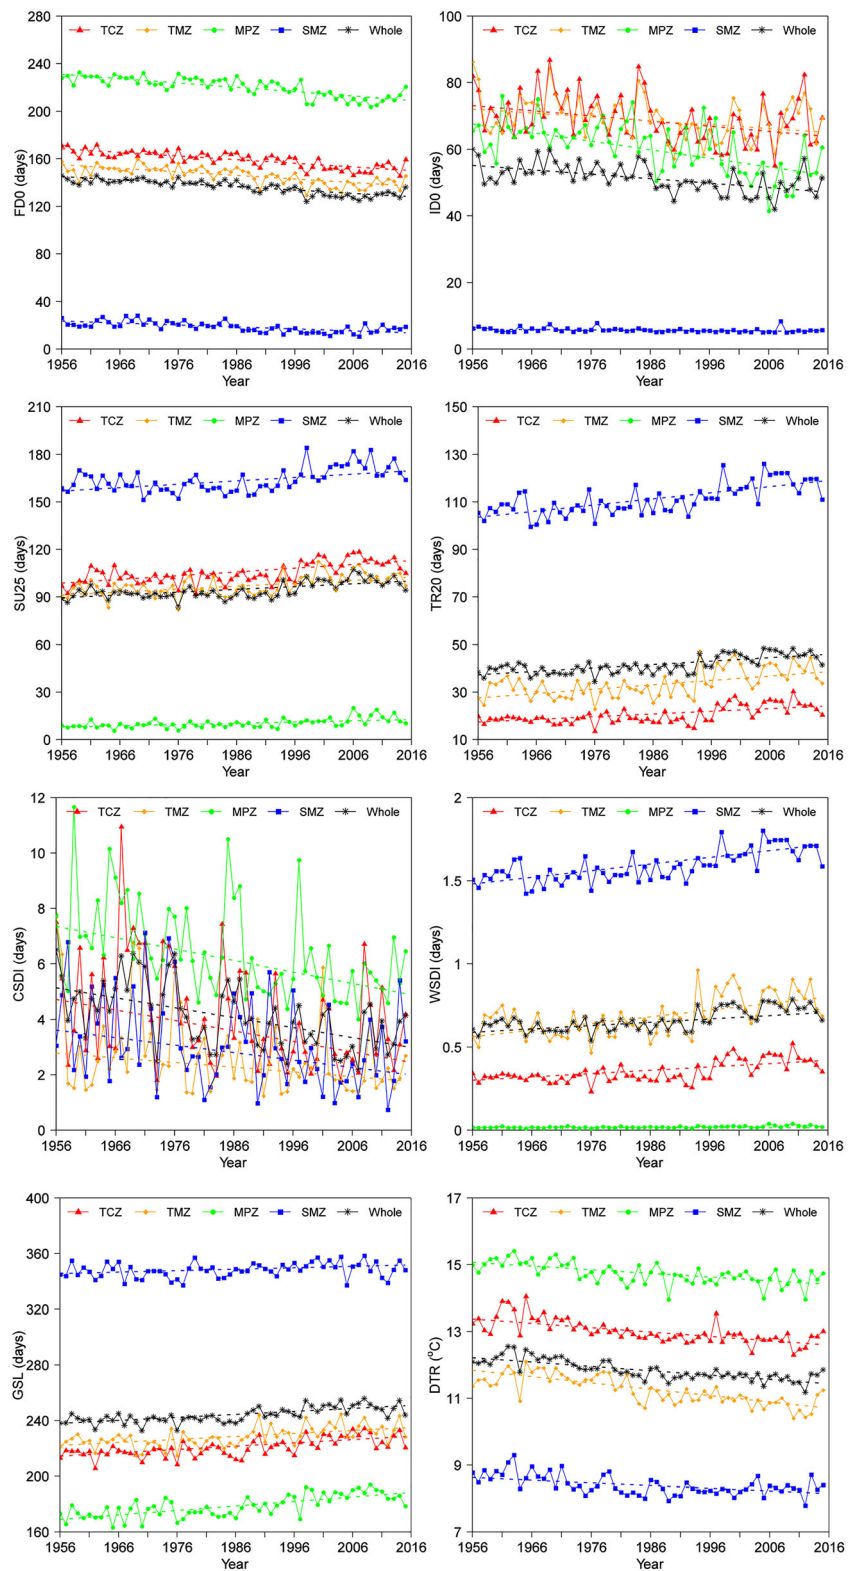 280
240
200
160
120
80
40
0
FD0 (days)
TCZ TMZ MPZ SMZ Whole
1956 1966 1976 1986 1996 2006 2016
Year
100
80
60
40
20
0
ID0 (days)
TCZ TMZ MPZ SMZ Whole
1956 1966 1976 1986 1996 2006 2016
Year
210
180
150
120
90
60
30
0
SU25 (days)
TCZ TMZ MPZ SMZ Whole
1956 1966 1976 1986 1996 2006 2016
Year
150
130
110
90
70
50
30
10
TR20 (days)
TCZ TMZ MPZ SMZ Whole
1956 1966 1976 1986 1996 2006 2016
Year
12
10
8
6
4
2
0
CSDI (days)
TCZ TMZ MPZ SMZ Whole
1956 1966 1976 1986 1996 2006 2016
Year
2
1.5
1
0.5
0
WSDI (days)
TCZ TMZ MPZ SMZ Whole
1956 1966 1976 1986 1996 2006 2016
Year
400
360
320
280
240
200
160
GSL (days)
TCZ TMZ MPZ SMZ Whole
1956 1966 1976 1986 1996 2006 2016
Year
17
15
13
11
9
7
DTR (°C)
TCZ TMZ MPZ SMZ Whole
1956 1966 1976 1986 1996 2006 2016
Year